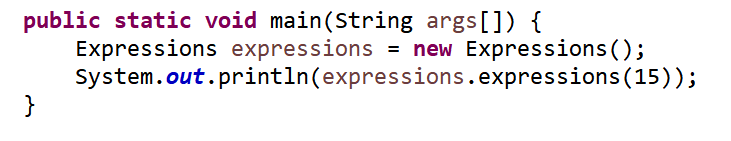 public static void main(String args[]) {
    Expressions expressions = new Expressions();
    System.out.println(expressions.expressions(15));
}